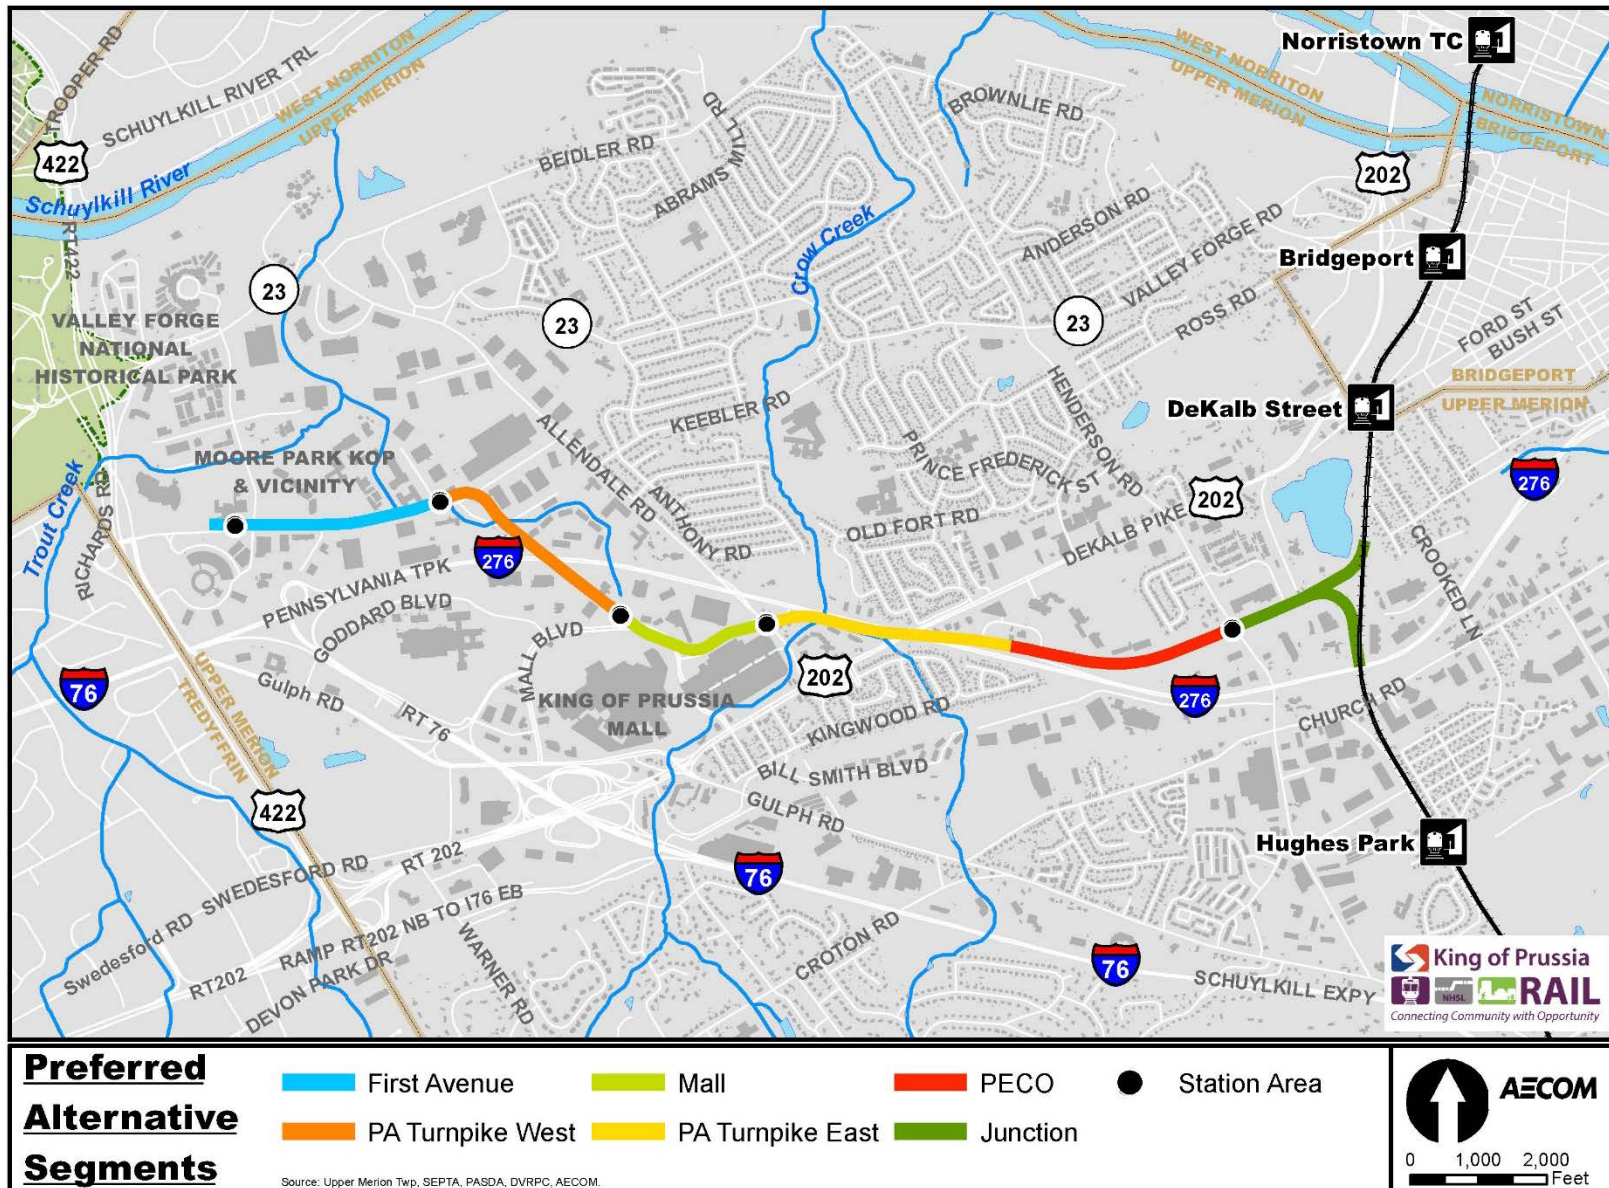 Norristown TC
TROOPER RD
SCHUYLKILL RIVER TRL
WEST NORRITON
UPPER MERION
WEST NORRITON
UPPER MERION
NORRISTOWN
BRIDGEPORT
BROWNLIE RD
ABRAMS MILL RD
BEIDLER RD
422
202
Schuylkill River
RT422
Crow Creek
ANDERSON RD
VALLEY FORGE RD
ROSS RD
Bridgeport
23
23
23
VALLEY FORGE
NATIONAL
HISTORICAL PARK
FORD ST
BUSH ST
BRIDGEPORT
UPPER MERION
DeKalb Street
HENDERSON RD
KEEBLER RD
ALLENDALE RD
PRINCE FREDERICK ST
MOORE PARK KOP
& VICINITY
ANTHONY RD
OLD FORT RD
DEKALB PIKE
202
276
Trout Creek
RICHARDS RD
276
CROOKED LN
PENNSYLVANIA TPK
GODDARD BLVD
MALL BLVD
76
UPPER MERION
TREDYFFRIN
Gulph RD
RT 76
KING OF PRUSSIA
MALL
202
276
CHURCH RD
KINGWOOD RD
BILL SMITH BLVD
GULPH RD
422
Hughes Park
RT 202
SWEDESFORD RD
76
Swedesford RD
RAMP RT202 NB TO I76 EB
RT202
DEVON PARK DR
WARNER RD
CROTON RD
76
SCHUYLKILL EXPY
King of Prussia
NHSL
RAIL
Connecting Community with Opportunity
Preferred
Alternative
Segments
First Avenue
Mall
PECO
Station Area
PA Turnpike West
PA Turnpike East
Junction
Source: Upper Merion Twp, SEPTA, PASDA, DVRPC, AECOM.
AECOM
0 1,000 2,000
Feet